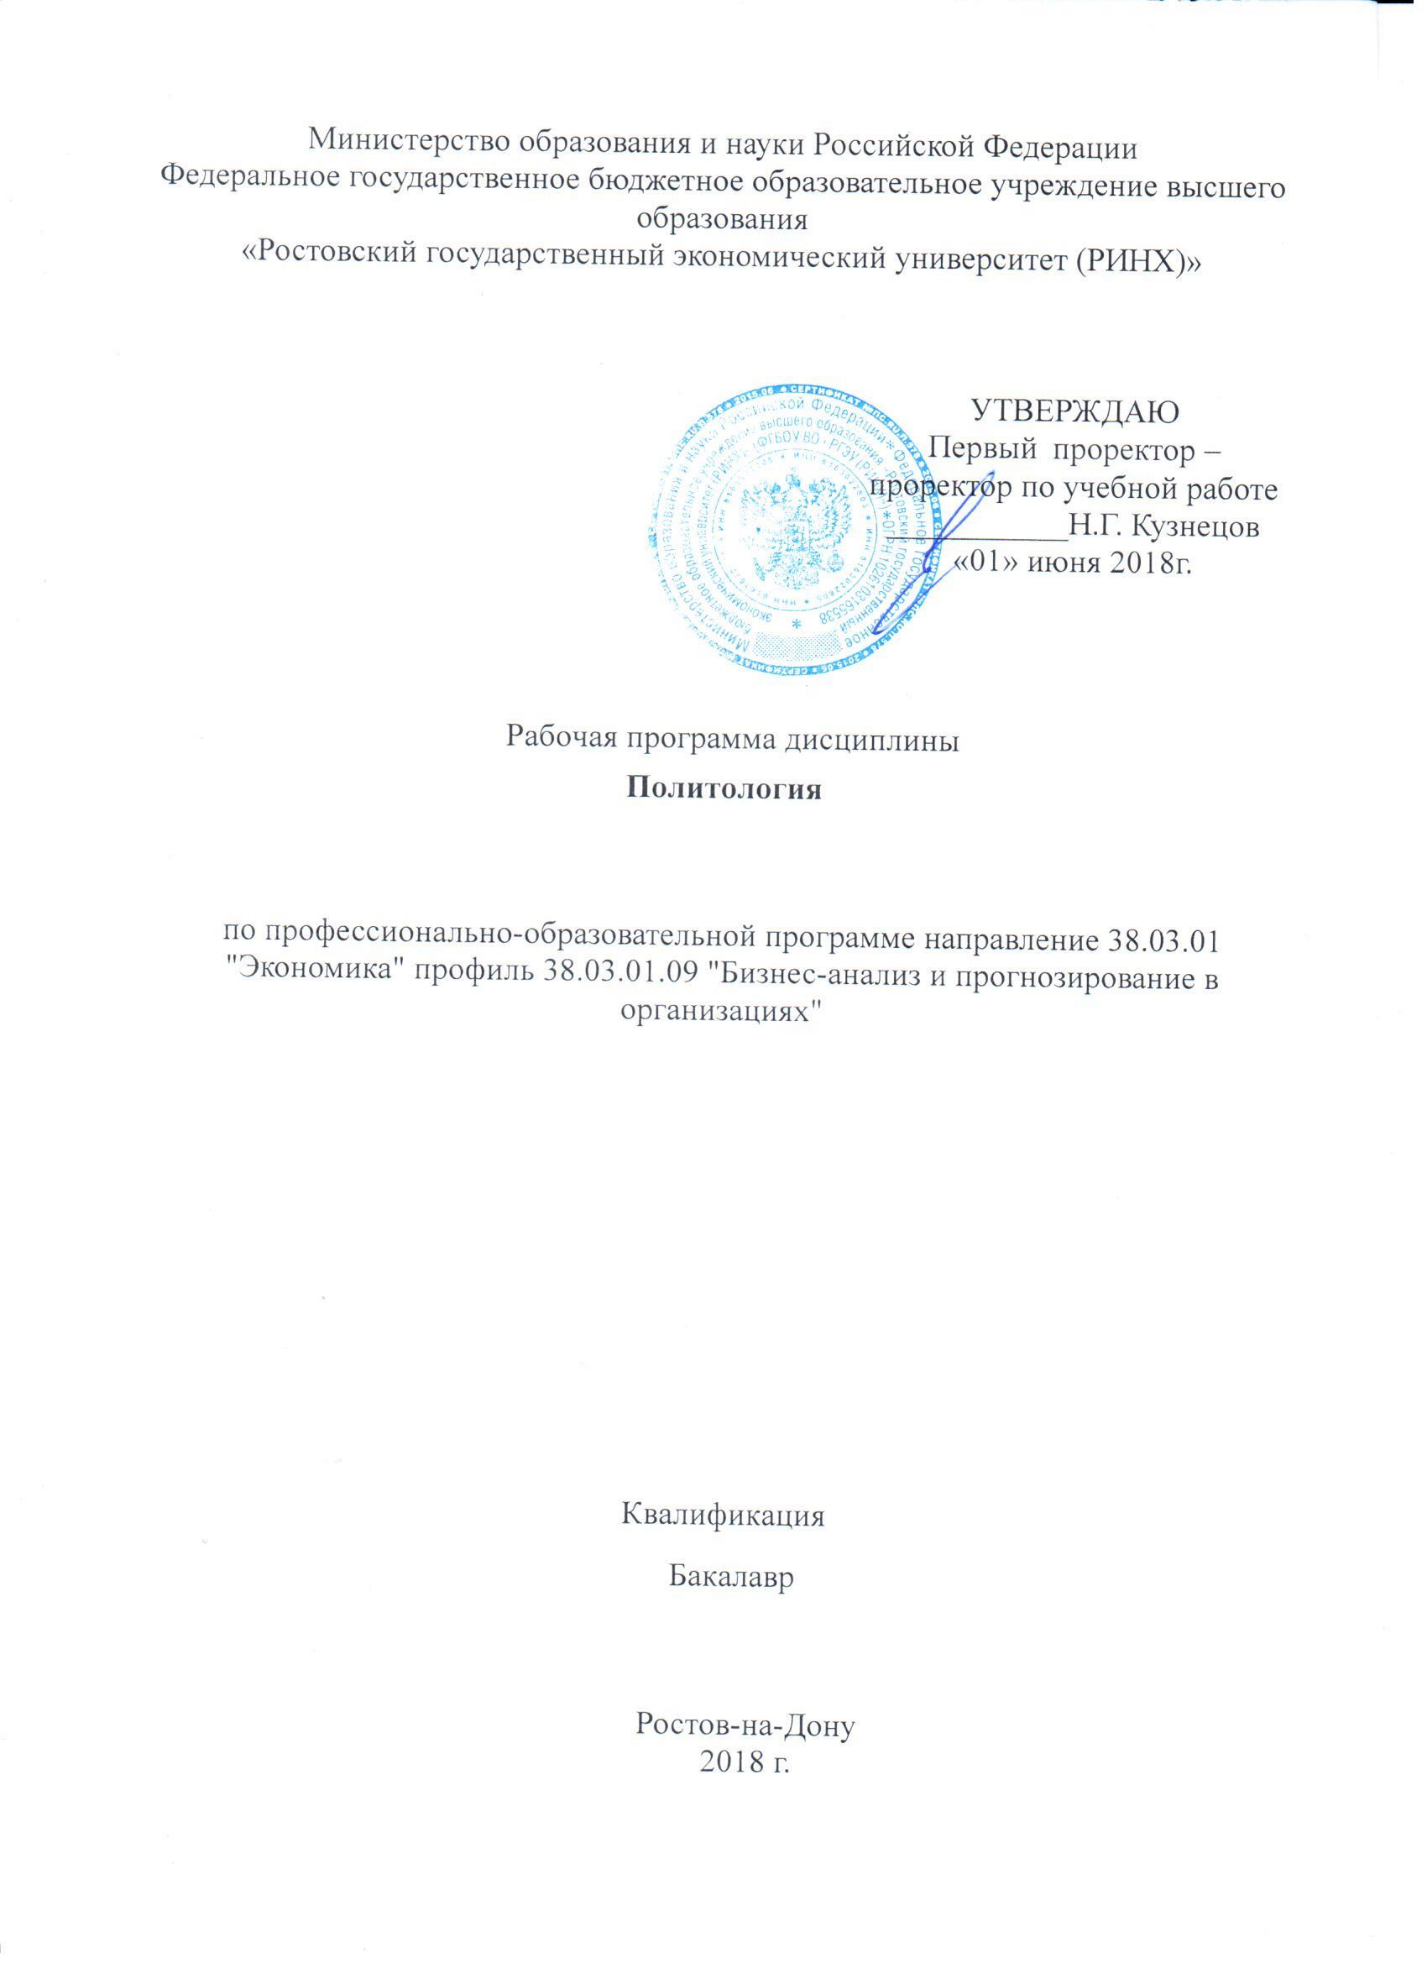 Министерство образования и науки Российской Федерации
Федеральное государственное бюджетное образовательное учреждение высшего
образования
«Ростовский государственный экономический университет (РИНХ)»
УТВЕРЖДАЮ
Первый проректор –
проректор по учебной работе
____________Н.Г. Кузнецов
«01» июня 2018г.
Рабочая программа дисциплины
Политология
по профессионально-образовательной программе направление 38.03.01
"Экономика" профиль 38.03.01.09 "Бизнес-анализ и прогнозирование в
организациях"
Квалификация
Бакалавр
Ростов-на-Дону
2018 г.